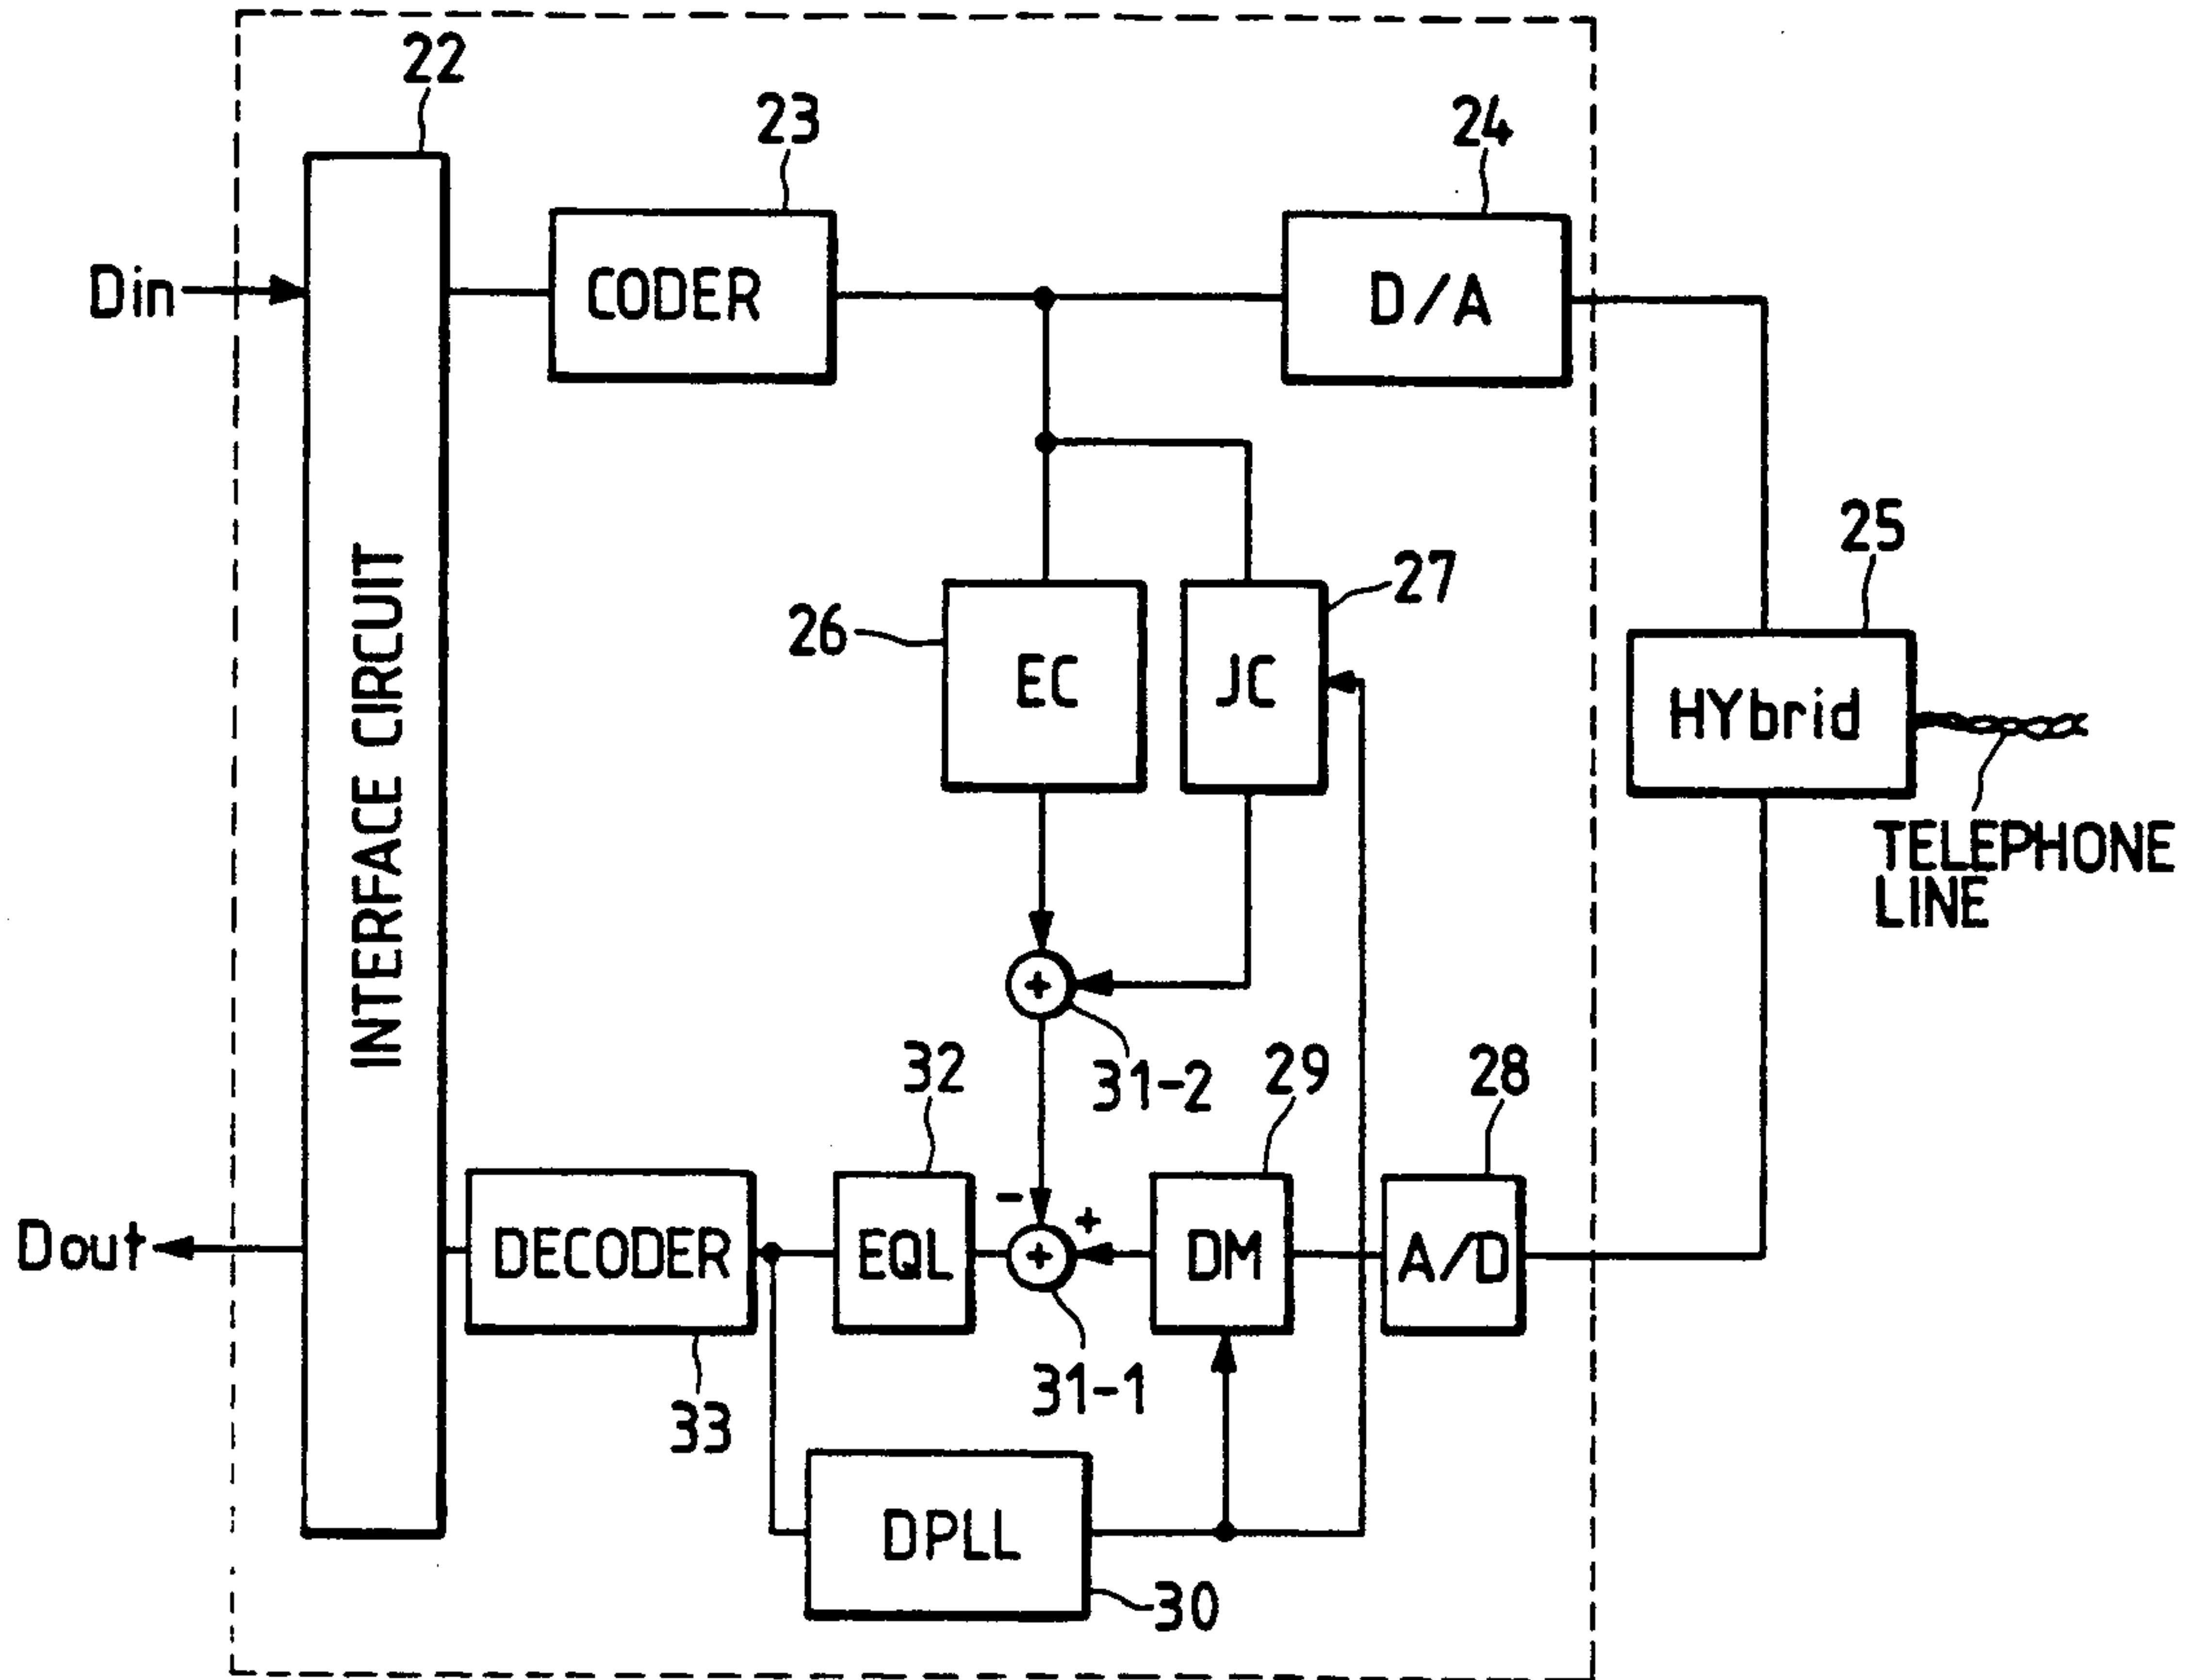 22
23
24
Din
CODER
D/A
INTERFACE CIRCUIT
25
26
EC
JC
27
HYbrid
TELEPHONE
LINE
+
31-2
32
29
28
-
+
Dout
DECODER
EQL
+
DM
A/D
33
31-1
DPLL
30